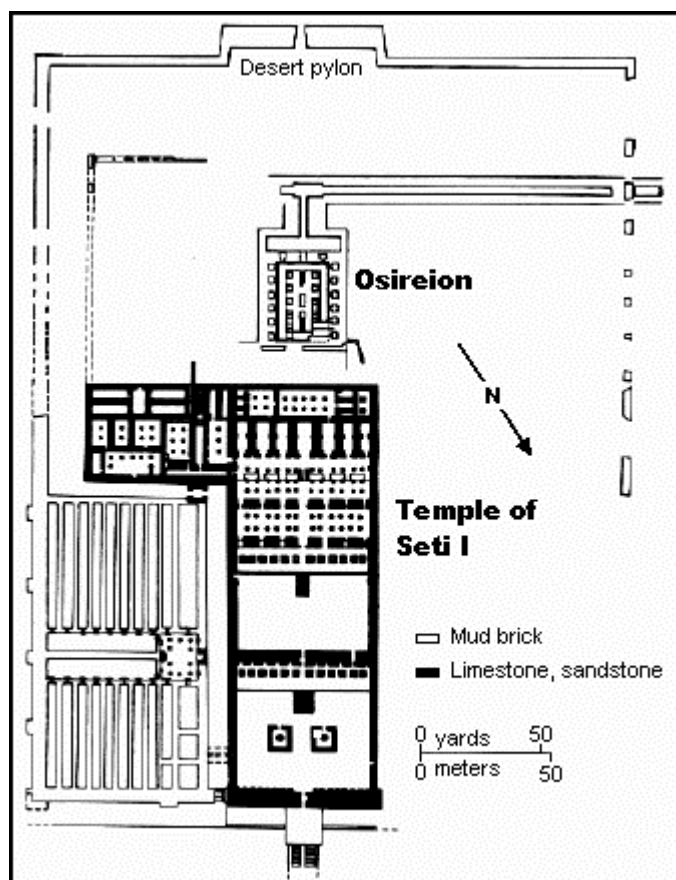 Desert pylon
Osireion
N
Temple of
Seti I
Mud brick
Limestone, sandstone
0 yards 50
0 meters 50